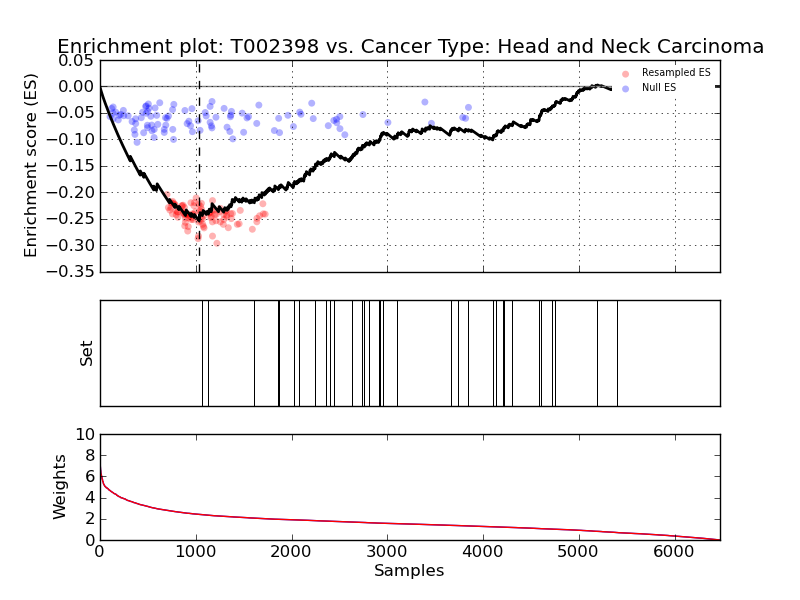 Enrichment plot: T002398 vs. Cancer Type: Head and Neck Carcinoma
Enrichment score (ES)
0.05
0.00
−0.05
−0.10
−0.15
−0.20
−0.25
−0.30
−0.35
Resampled ES
Null ES
Set
Weights
10
8
6
4
2
0
0 1000 2000 3000 4000 5000 6000
Samples